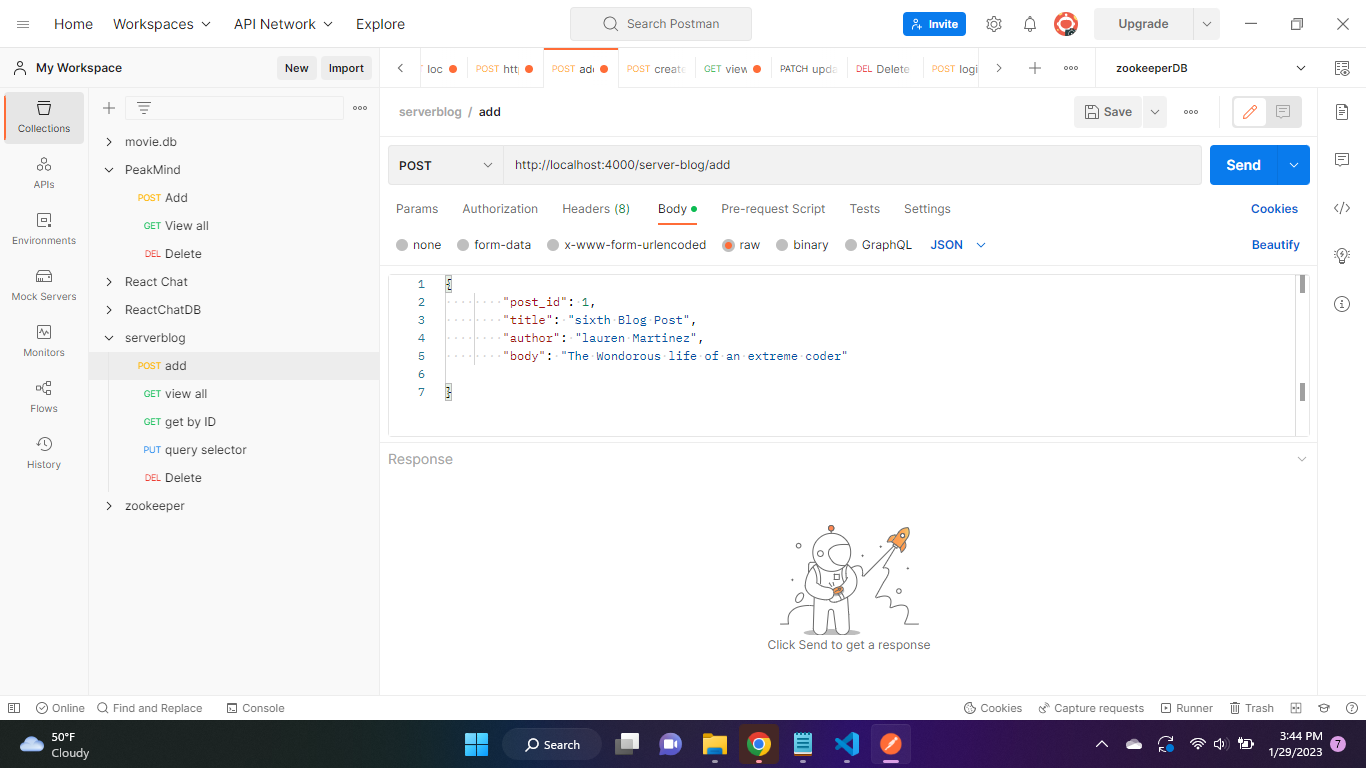 Home Workspaces API Network Explore Search Postman Invite Upgrade
My Workspace New Import loc POST htt POST add POST create GET view PATCH upda DEL Delete POST logi zookeeperDB
Collections
APIs
Environments
Mock Servers
Monitors
Flows
History
movie.db
PeakMind
POST Add
GET View all
DEL Delete
React Chat
ReactChatDB
serverblog
POST add
GET view all
GET get by ID
PUT query selector
DEL Delete
zookeeper
serverblog / add Save
POST http://localhost:4000/server-blog/add Send
Params Authorization Headers (8) Body Pre-request Script Tests Settings Cookies
none form-data x-www-form-urlencoded raw binary GraphQL JSON Beautify
1 {
2 "post_id": 1,
3 "title": "sixth Blog Post",
4 "author": "lauren Martinez",
5 "body": "The Wondorous life of an extreme coder"
6
7 }
Response
Click Send to get a response
Online Find and Replace Console Cookies Capture requests Runner Trash
50°F
Cloudy
Search
3:44 PM
1/29/2023
7